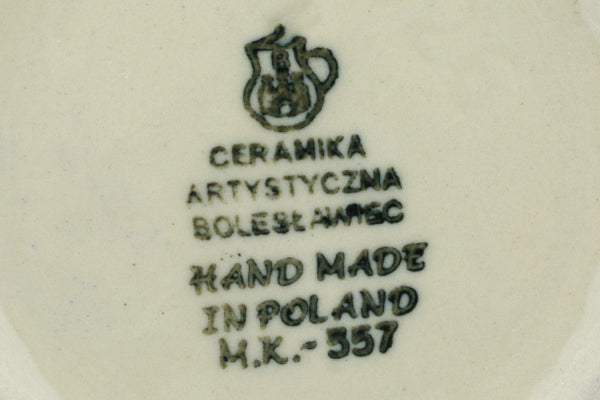 CERAMIKA
ARTYSTYCZNA
BOLESŁAWIEC
HAND MADE
IN POLAND
M.K.- 557